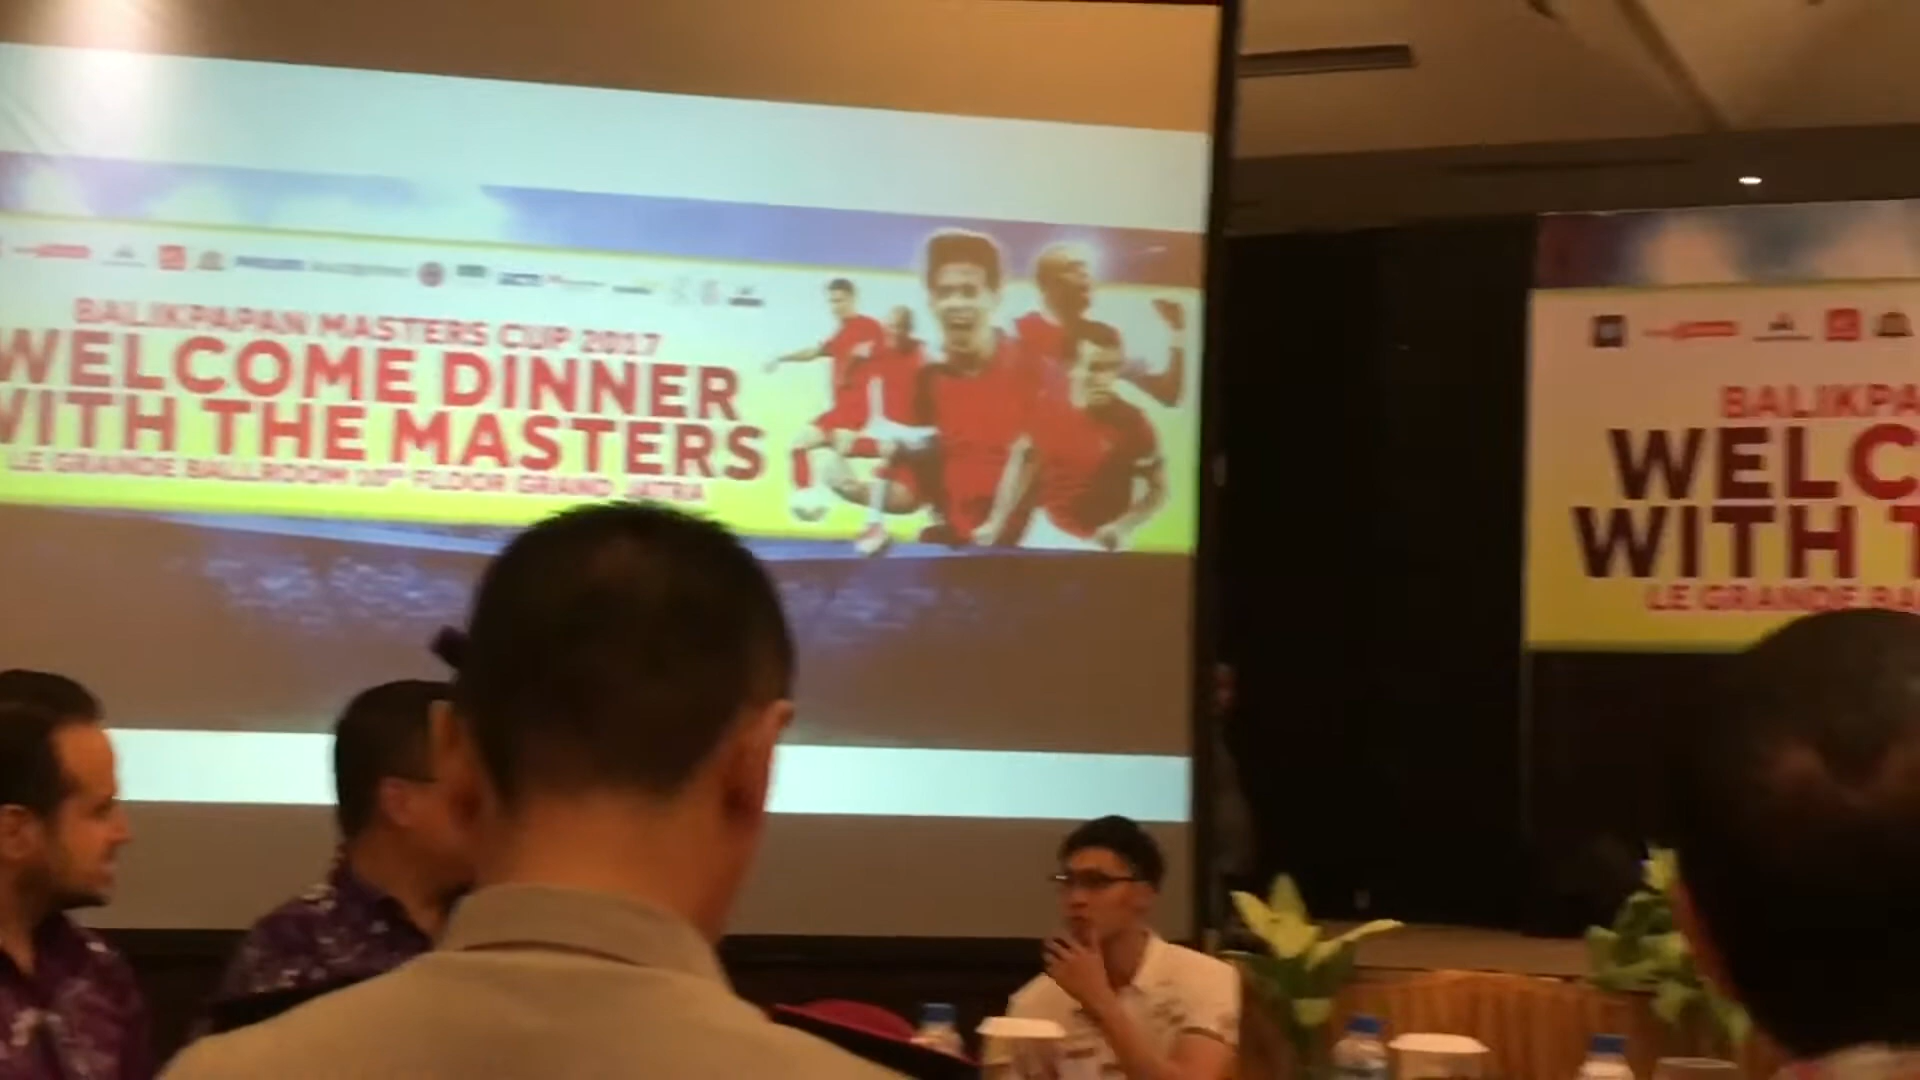 BALIKPAPAN MASTERS CUP 2017
WELCOME DINNER
WITH THE MASTERS
LE GRANDE BALLROOM 10TH FLOOR GRAND JATRA
BALIKPA
WELC
WITH T
LE GRANDE BA